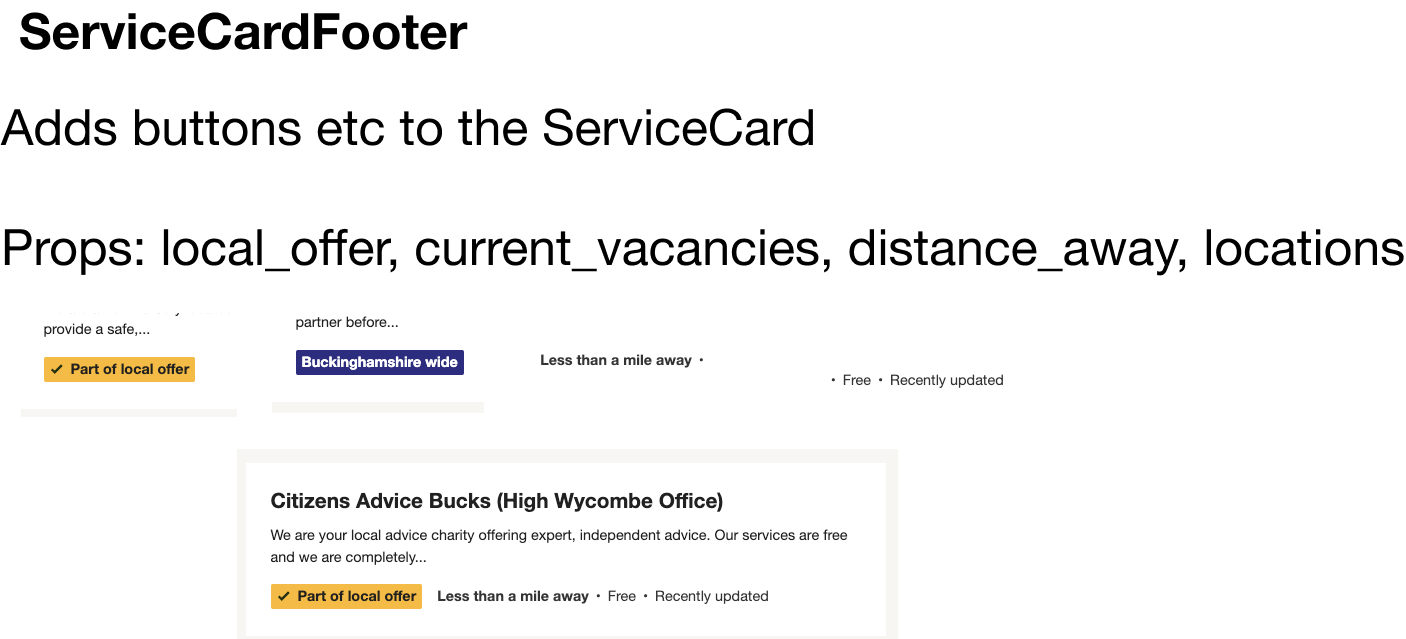 ServiceCardFooter
Adds buttons etc to the ServiceCard
Props: local_offer, current_vacancies, distance_away, locations
provide a safe,...
✓ Part of local offer
partner before...
Buckinghamshire wide
Less than a mile away •
• Free • Recently updated
Citizens Advice Bucks (High Wycombe Office)
We are your local advice charity offering expert, independent advice. Our services are free
and we are completely...
✓ Part of local offer Less than a mile away • Free • Recently updated